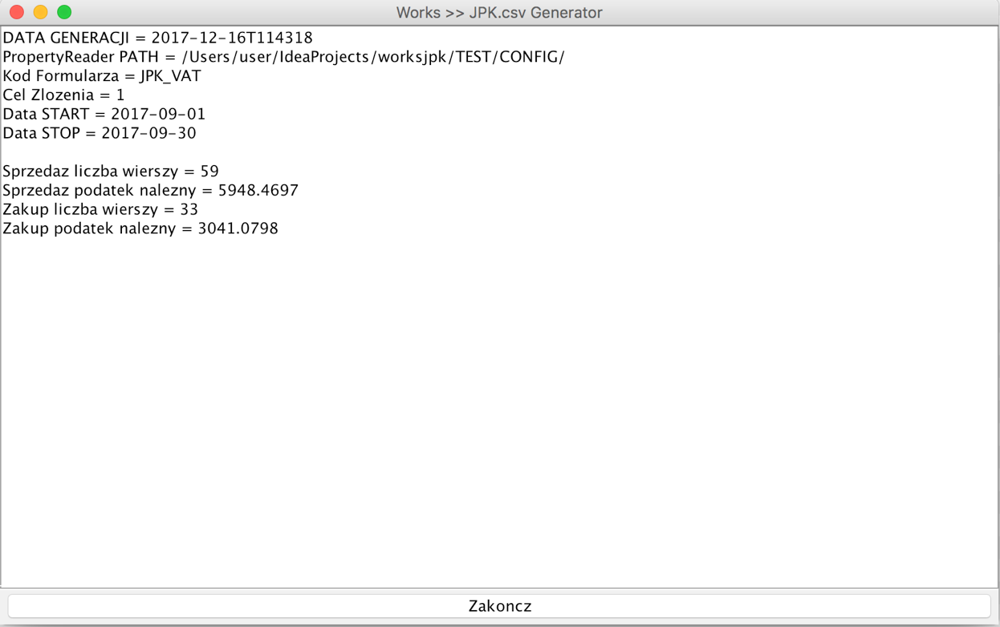 Works >> JPK.csv Generator
DATA GENERACJI = 2017-12-16T114318
PropertyReader PATH = /Users/user/IdeaProjects/worksjpk/TEST/CONFIG/
Kod Formularza = JPK_VAT
Cel Zlozenia = 1
Data START = 2017-09-01
Data STOP = 2017-09-30
Sprzedaz liczba wierszy = 59
Sprzedaz podatek nalezny = 5948.4697
Zakup liczba wierszy = 33
Zakup podatek nalezny = 3041.0798
Zakoncz